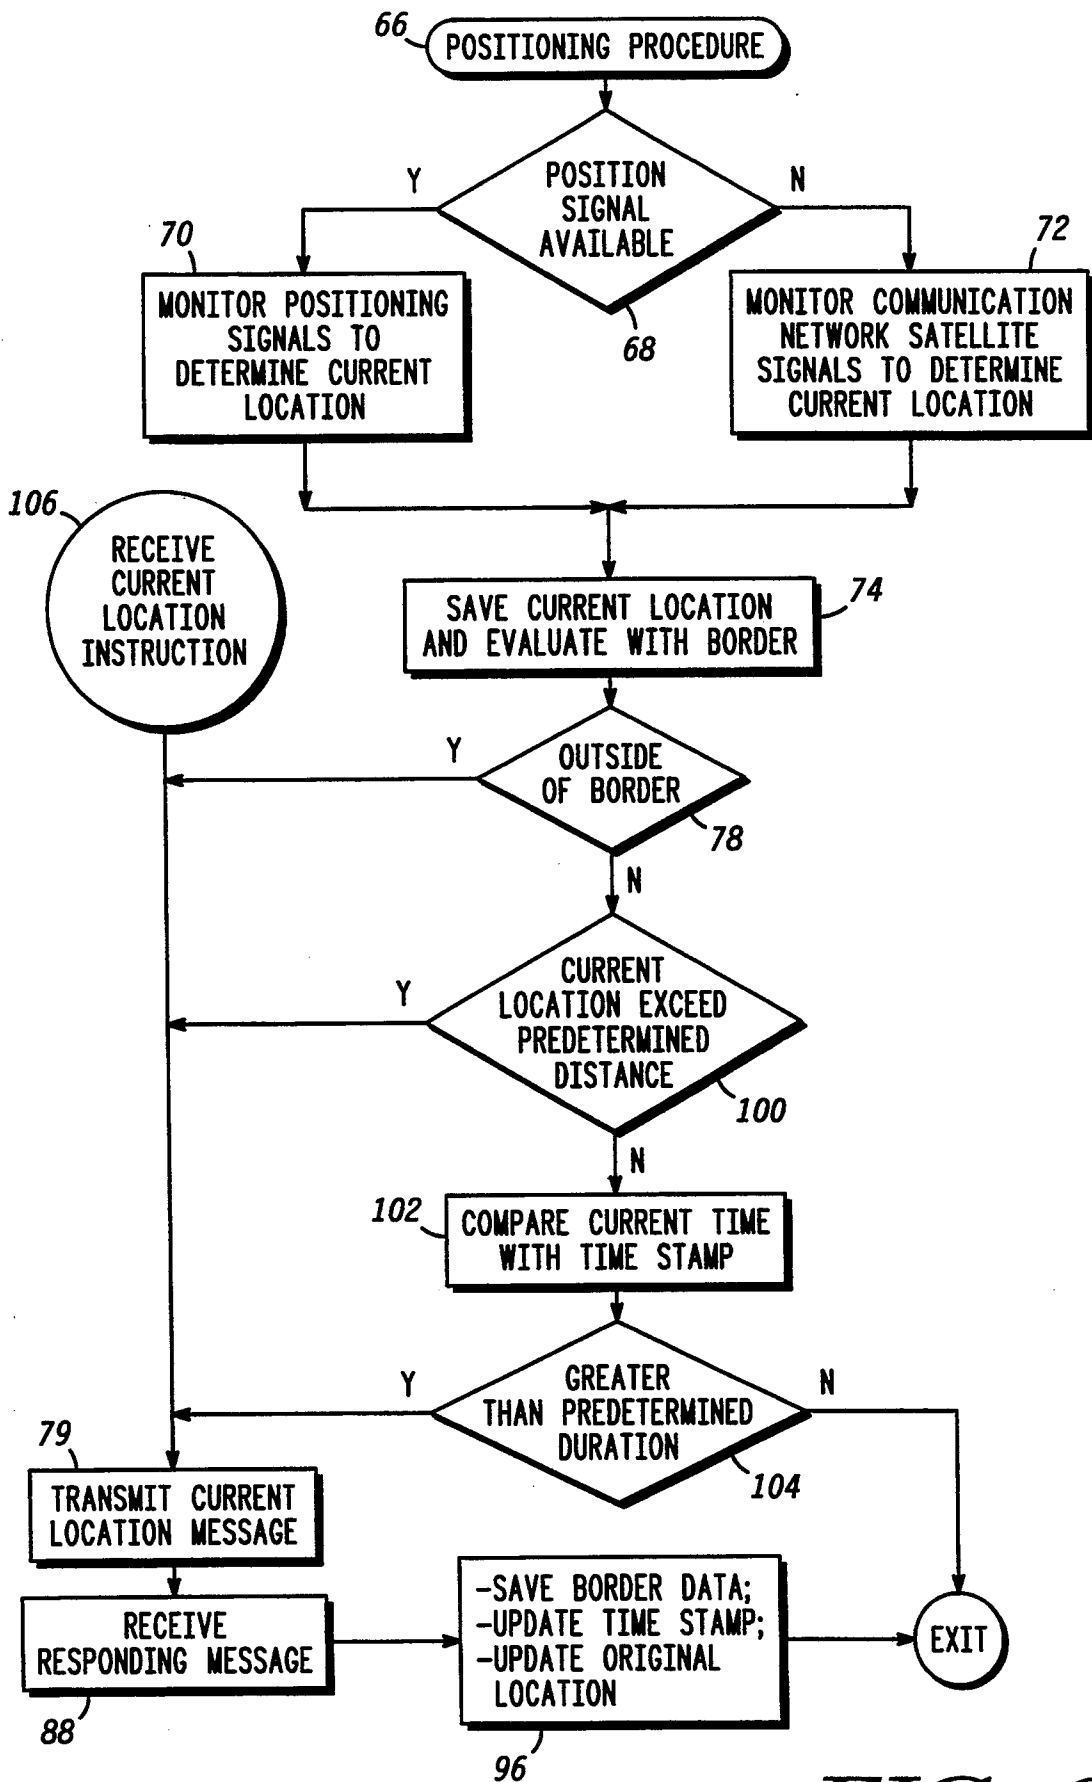 66
POSITIONING PROCEDURE
POSITION
SIGNAL
AVAILABLE
Y
N
68
70
MONITOR POSITIONING
SIGNALS TO
DETERMINE CURRENT
LOCATION
72
MONITOR COMMUNICATION
NETWORK SATELLITE
SIGNALS TO DETERMINE
CURRENT LOCATION
106
RECEIVE
CURRENT
LOCATION
INSTRUCTION
SAVE CURRENT LOCATION
AND EVALUATE WITH BORDER
74
Y
OUTSIDE
OF BORDER
78
N
Y
CURRENT
LOCATION EXCEED
PREDETERMINED
DISTANCE
100
N
102
COMPARE CURRENT TIME
WITH TIME STAMP
Y
GREATER
THAN PREDETERMINED
DURATION
N
104
79
TRANSMIT CURRENT
LOCATION MESSAGE
RECEIVE
RESPONDING MESSAGE
88
-SAVE BORDER DATA;
-UPDATE TIME STAMP;
-UPDATE ORIGINAL
LOCATION
96
EXIT